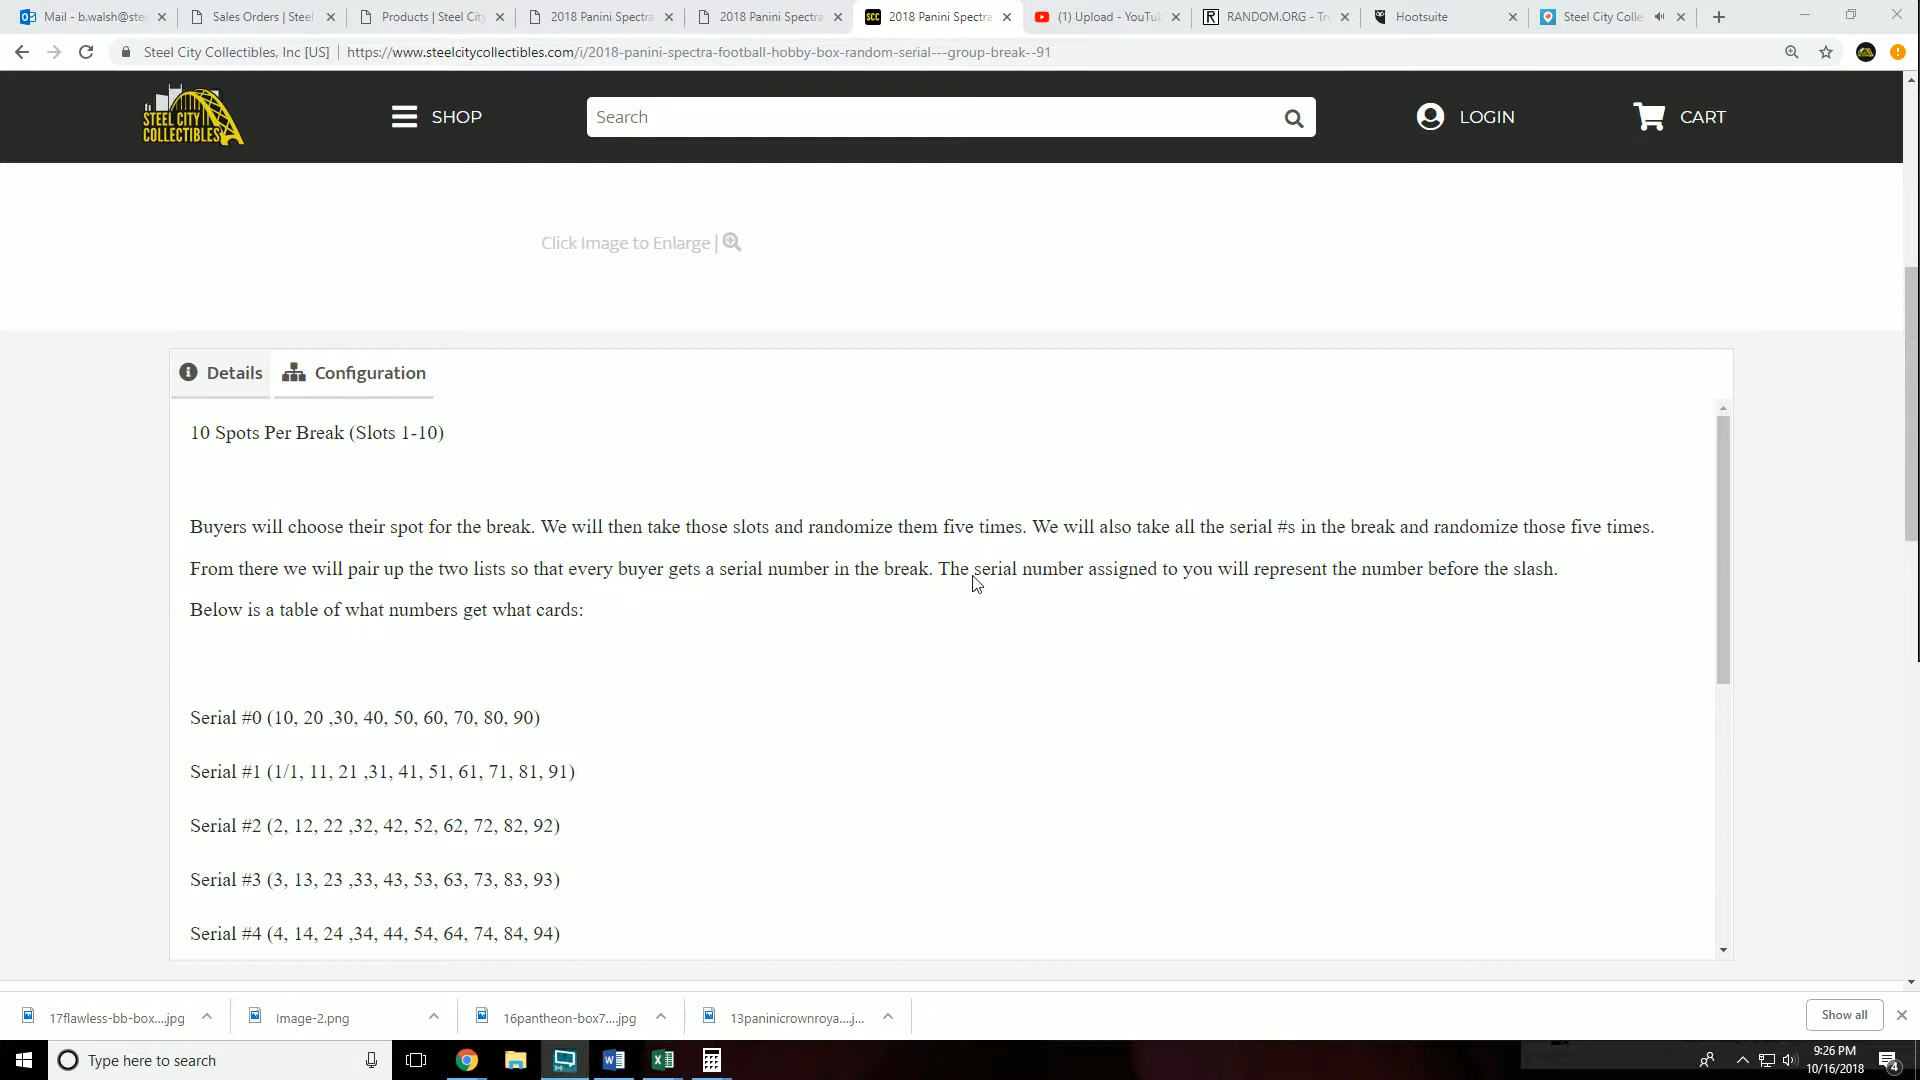 Mail - b.walsh@ste
Sales Orders | Steel
Products | Steel Cit
2018 Panini Spectra
2018 Panini Spectra
SCC 2018 Panini Spectra
(1) Upload - YouTub
R RANDOM.ORG - Tru
Hootsuite
Steel City Colle
Steel City Collectibles, Inc [US] | https://www.steelcitycollectibles.com/i/2018-panini-spectra-football-hobby-box-random-serial---group-break--91
STEEL CITY
COLLECTIBLES
SHOP
Search
LOGIN
CART
Click Image to Enlarge |
Details
Configuration
10 Spots Per Break (Slots 1-10)
Buyers will choose their spot for the break. We will then take those slots and randomize them five times. We will also take all the serial #s in the break and randomize those five times.
From there we will pair up the two lists so that every buyer gets a serial number in the break. The serial number assigned to you will represent the number before the slash.
Below is a table of what numbers get what cards:
Serial #0 (10, 20 ,30, 40, 50, 60, 70, 80, 90)
Serial #1 (1/1, 11, 21 ,31, 41, 51, 61, 71, 81, 91)
Serial #2 (2, 12, 22 ,32, 42, 52, 62, 72, 82, 92)
Serial #3 (3, 13, 23 ,33, 43, 53, 63, 73, 83, 93)
Serial #4 (4, 14, 24 ,34, 44, 54, 64, 74, 84, 94)
17flawless-bb-box....jpg
Image-2.png
16pantheon-box7....jpg
13paninicrownroya....j...
Show all
Type here to search
9:26 PM
10/16/2018
4